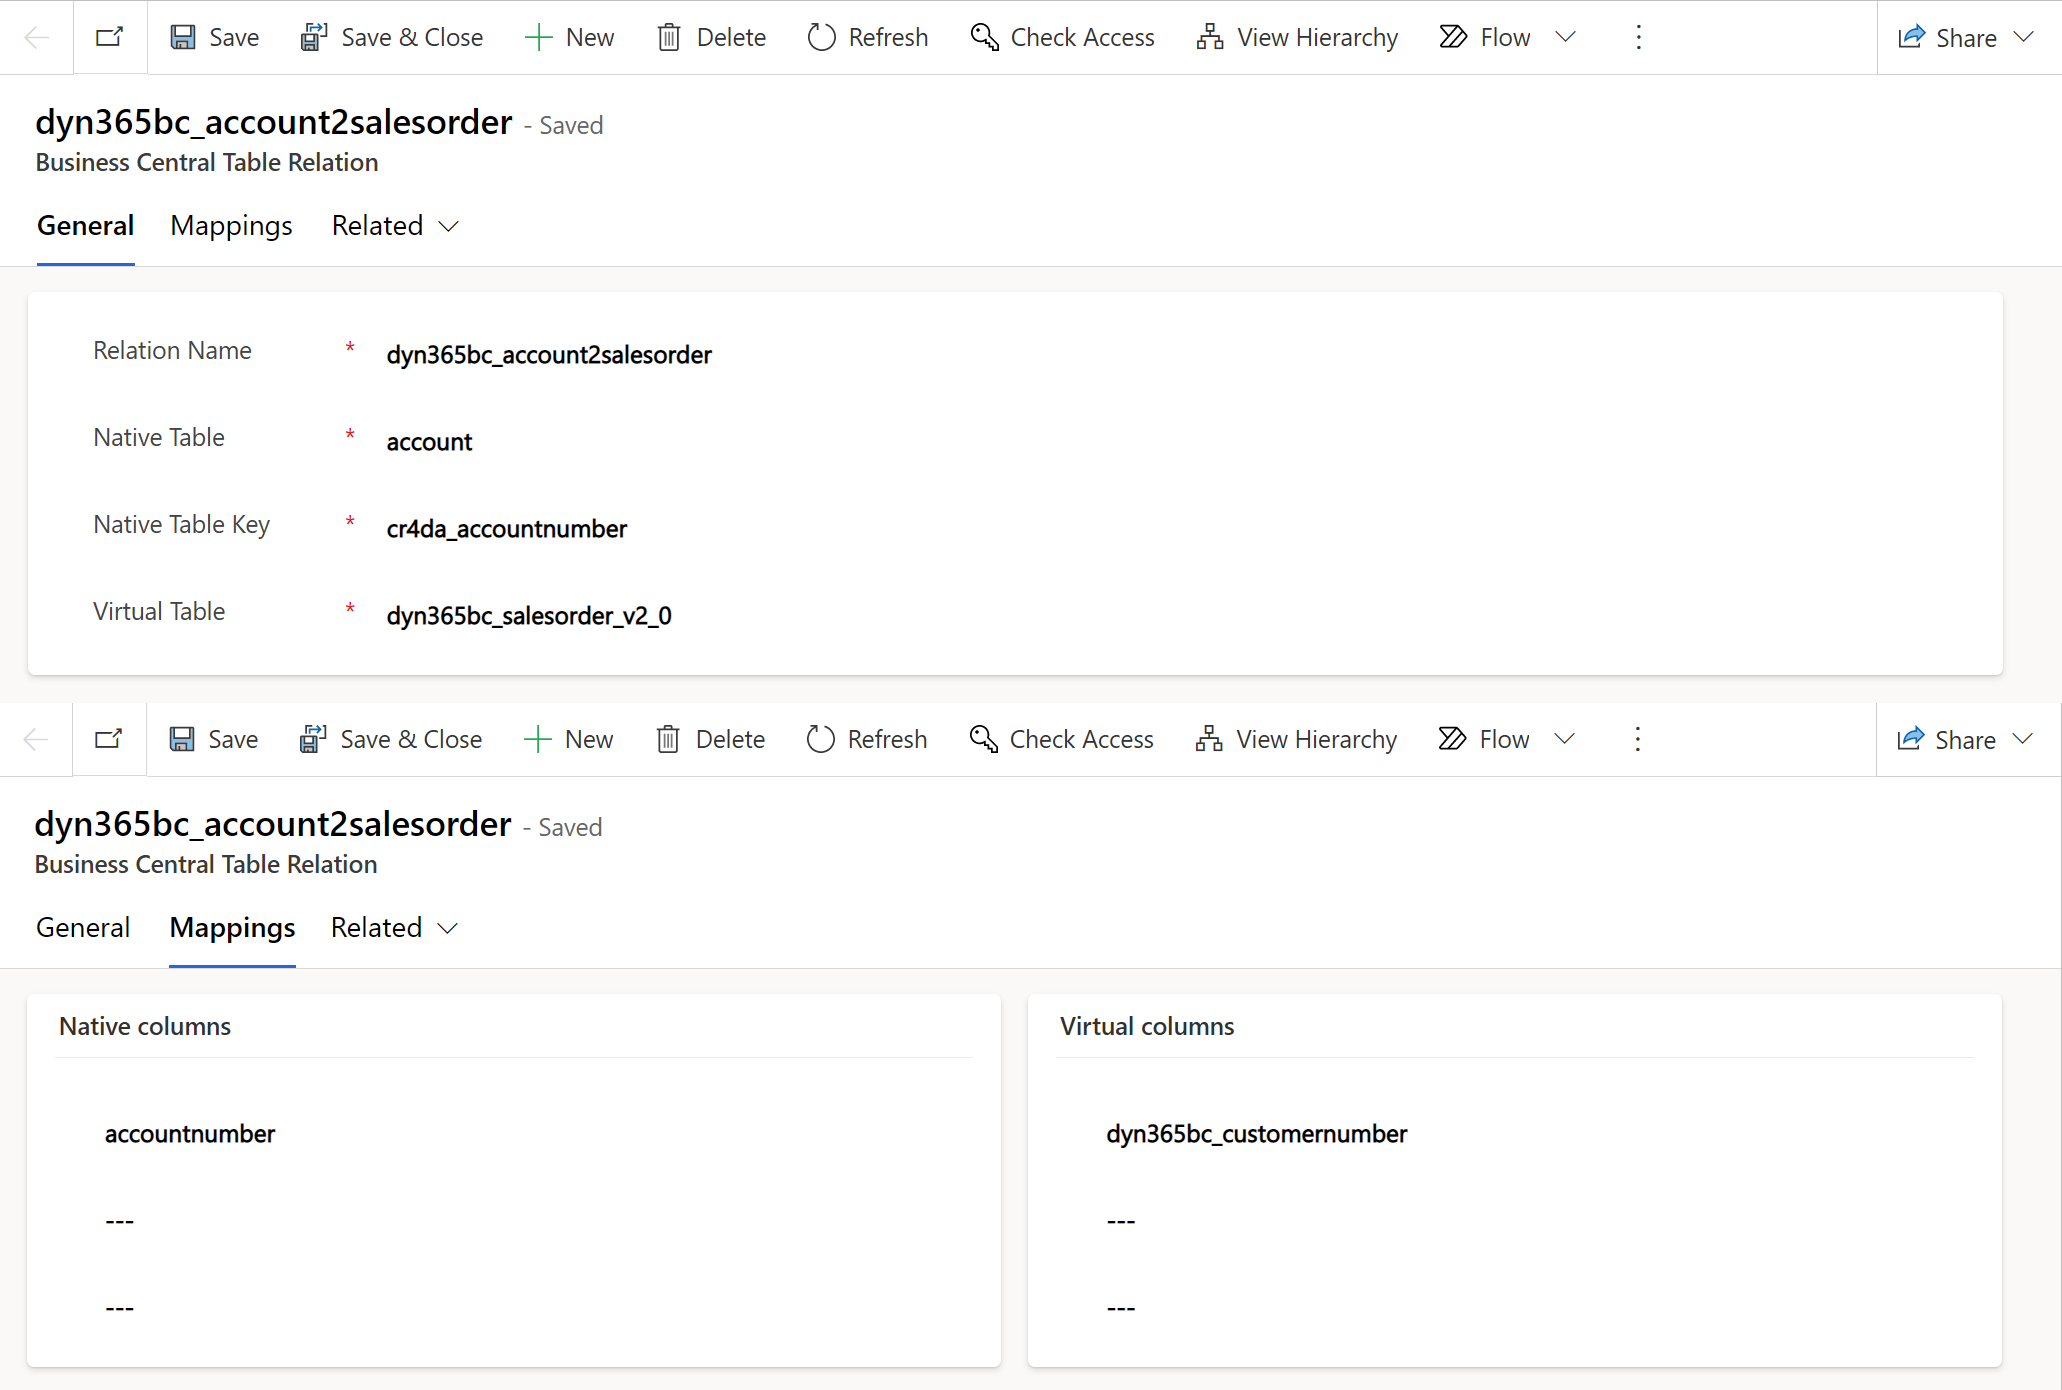 Save Save & Close New Delete Refresh Check Access View Hierarchy Flow Share
dyn365bc_account2salesorder - Saved
Business Central Table Relation
General Mappings Related
Relation Name * dyn365bc_account2salesorder
Native Table * account
Native Table Key * cr4da_accountnumber
Virtual Table * dyn365bc_salesorder_v2_0
Save Save & Close New Delete Refresh Check Access View Hierarchy Flow Share
dyn365bc_account2salesorder - Saved
Business Central Table Relation
General Mappings Related
Native columns Virtual columns
accountnumber dyn365bc_customernumber
--- ---
--- ---